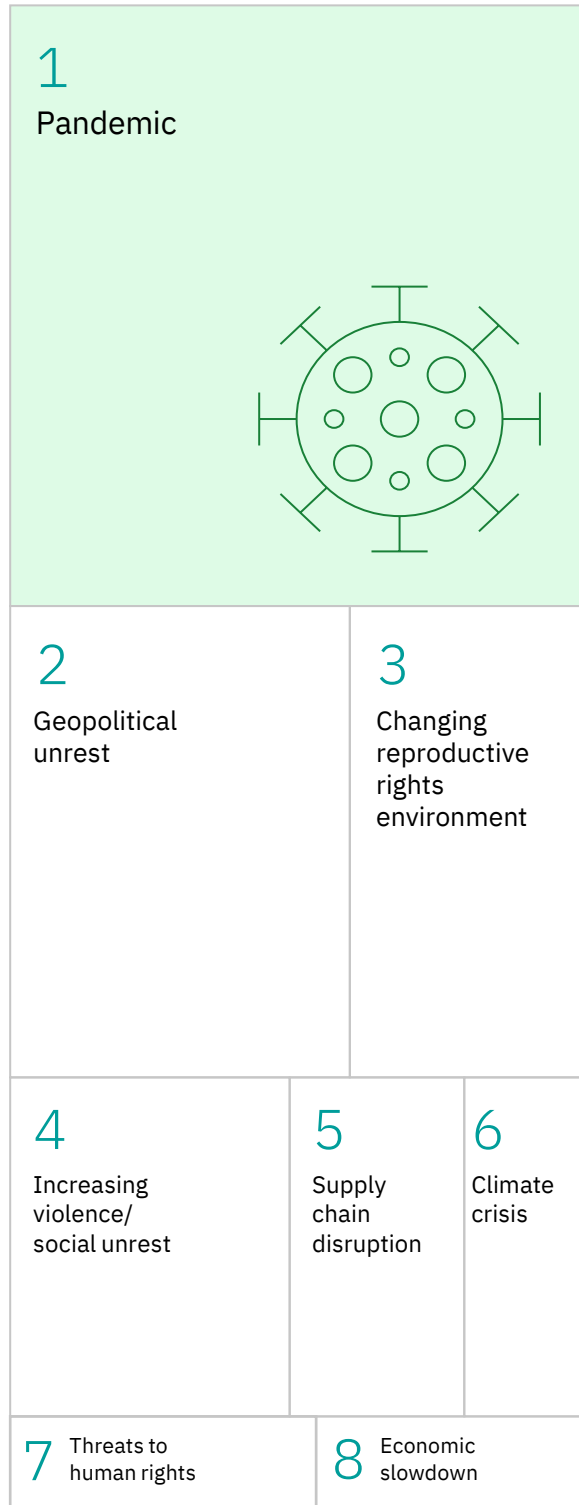 1
Pandemic
2
Geopolitical
unrest
3
Changing
reproductive
rights
environment
4
Increasing
violence/
social unrest
5
Supply
chain
disruption
6
Climate
crisis
7
Threats to
human rights
8
Economic
slowdown